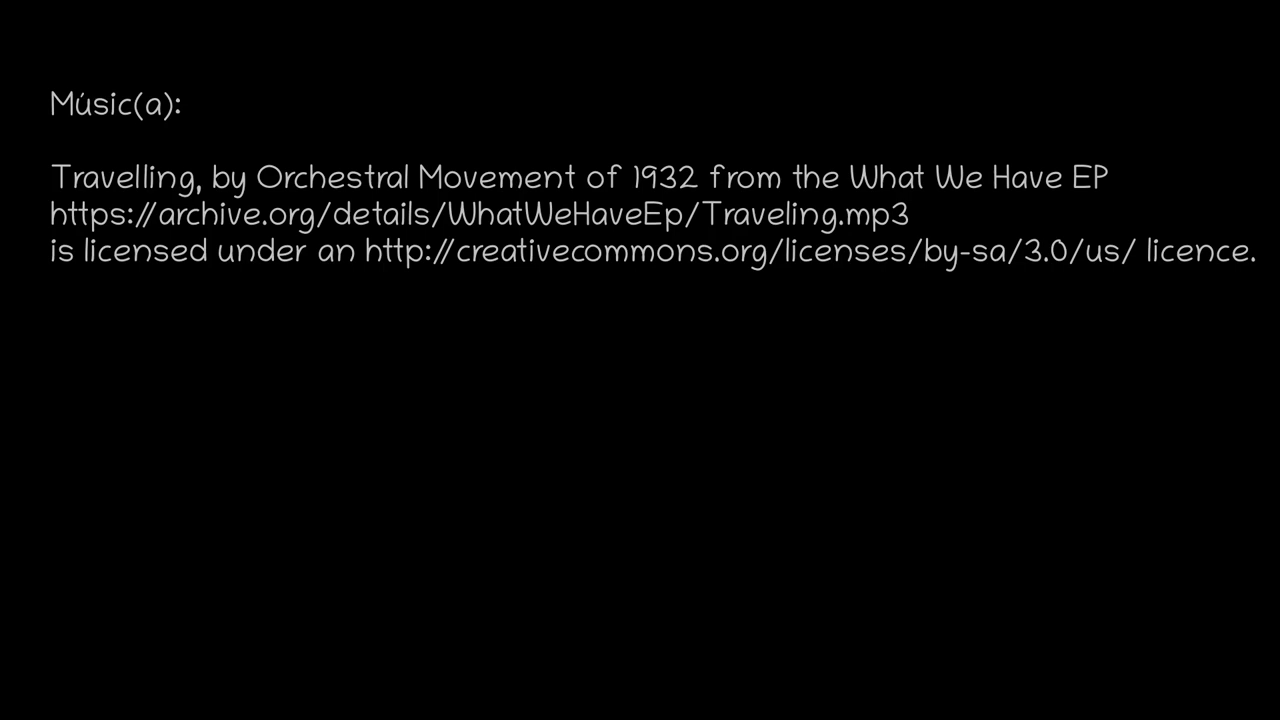 Músic(a):
Travelling, by Orchestral Movement of 1932 from the What We Have EP
https://archive.org/details/WhatWeHaveEp/Traveling.mp3
is licensed under an http://creativecommons.org/licenses/by-sa/3.0/us/ licence.